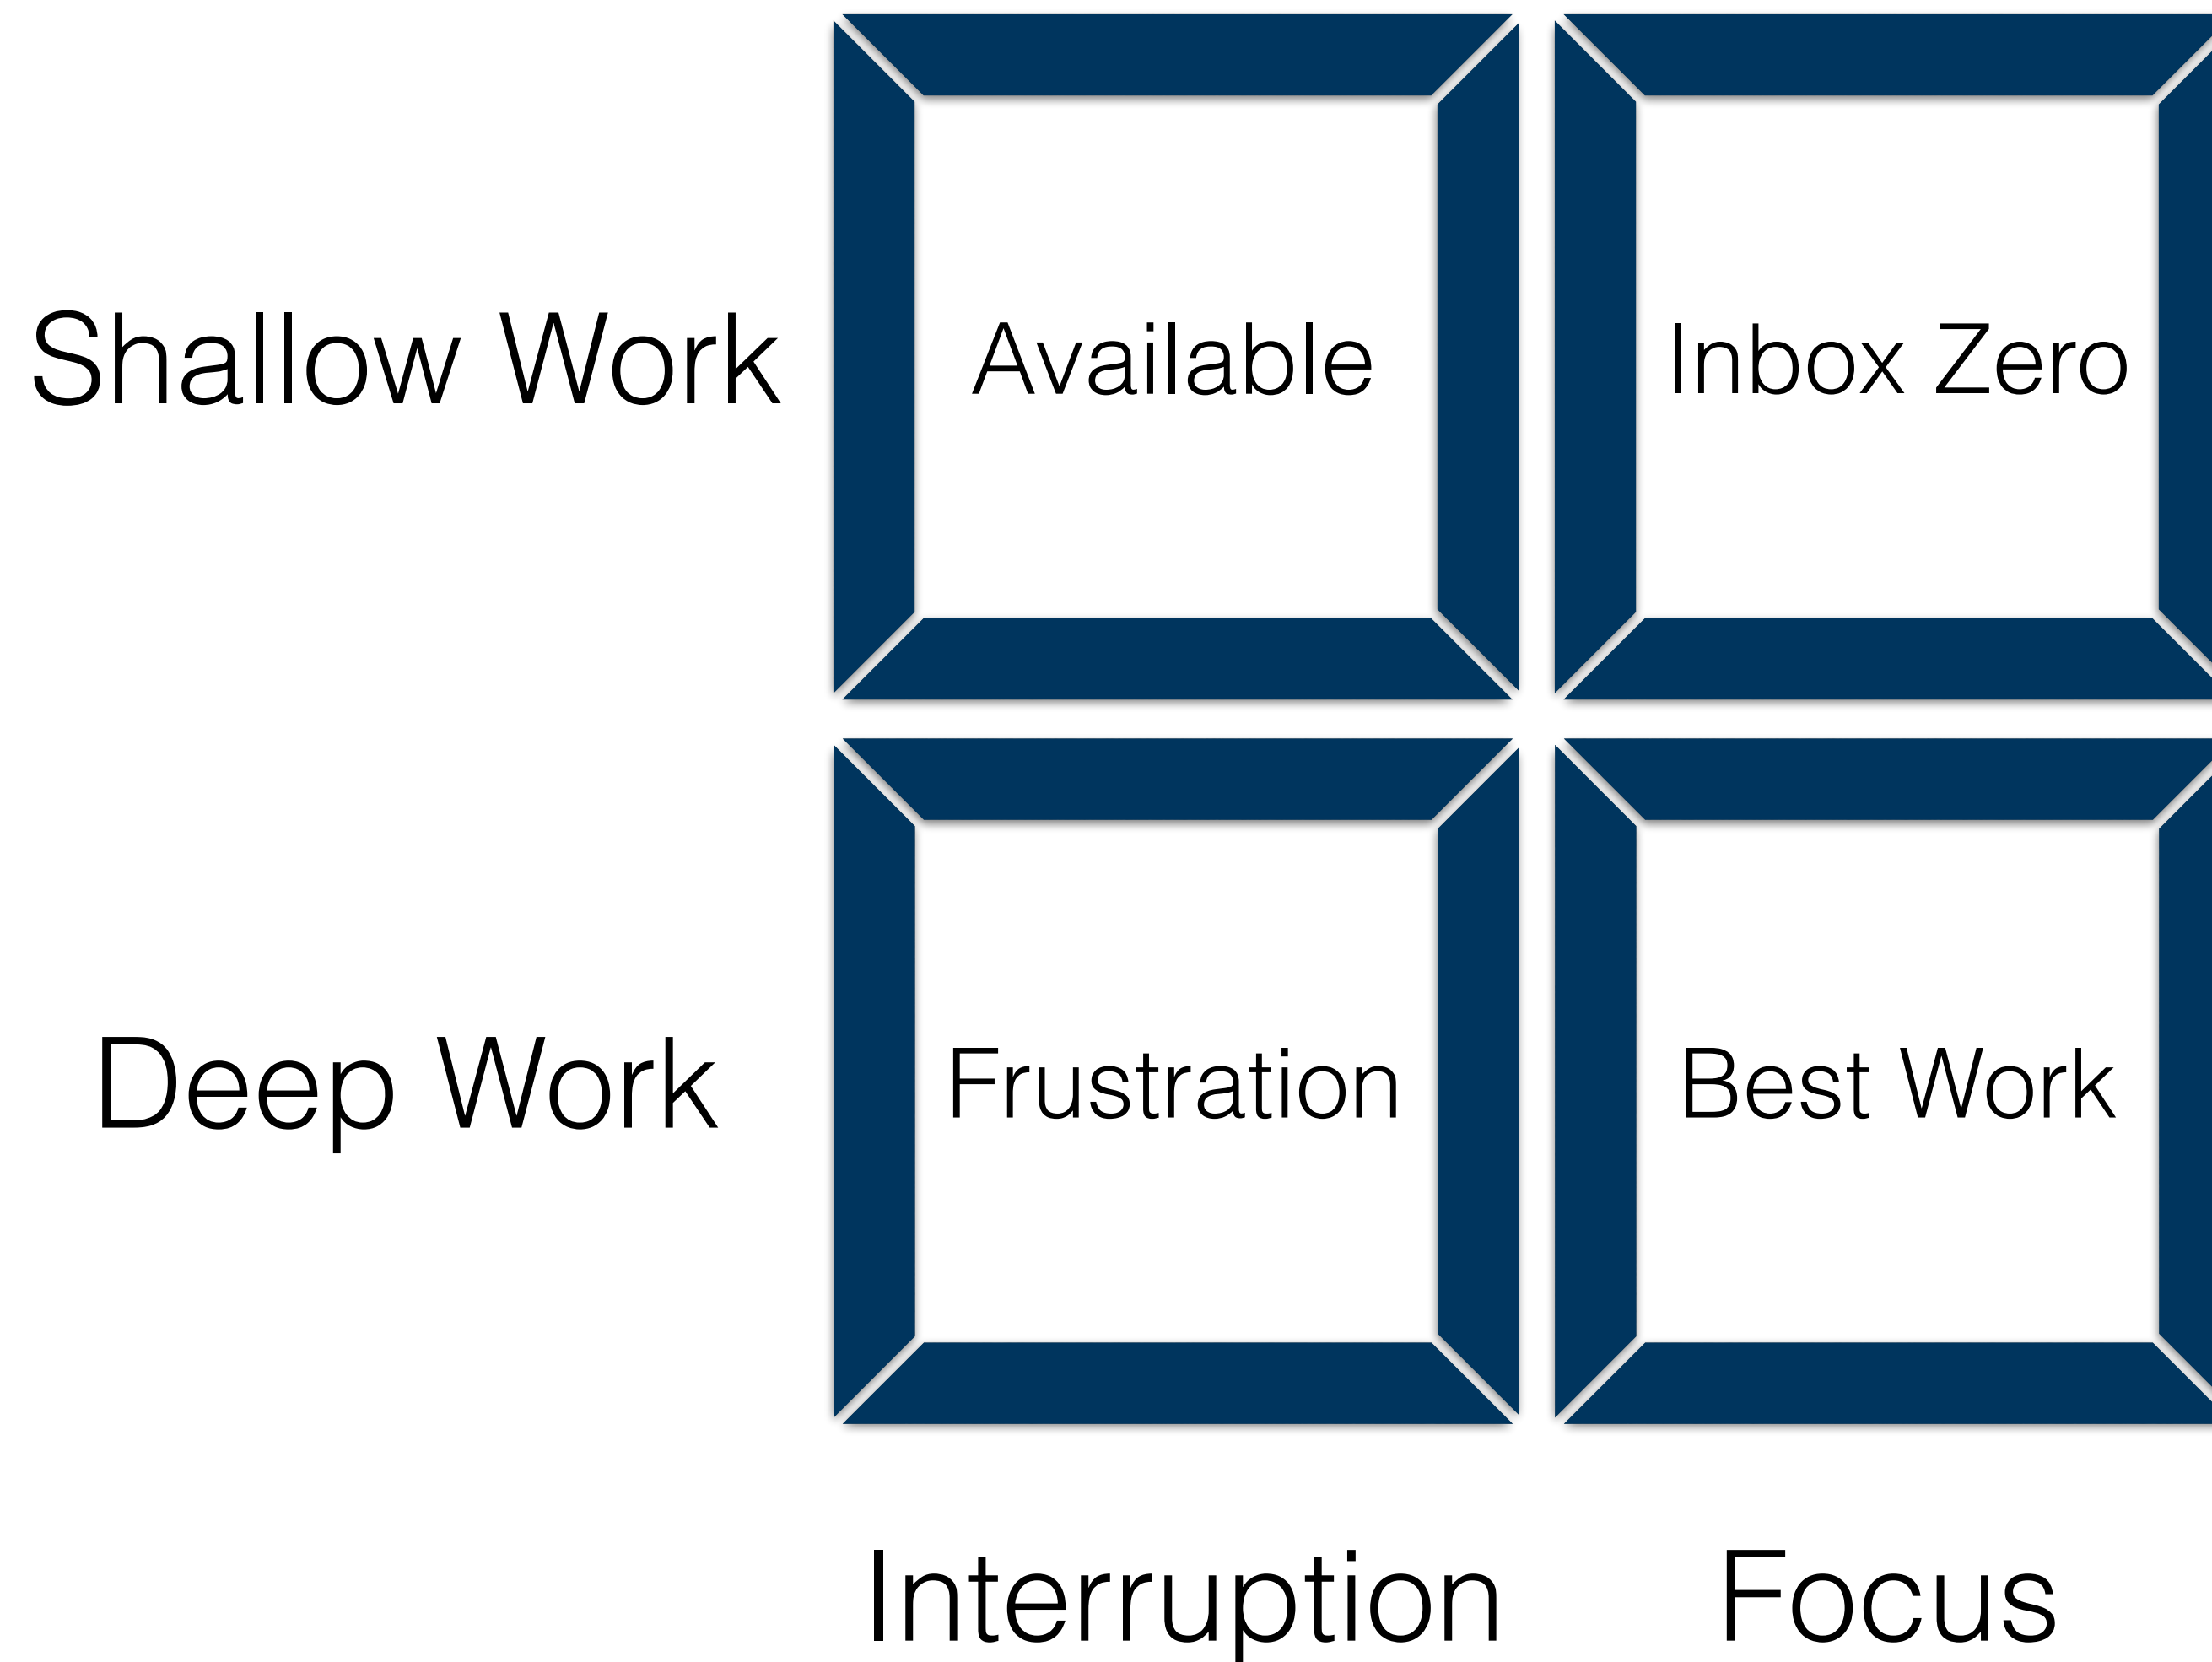 Shallow Work
Available
Inbox Zero
Deep Work
Frustration
Best Work
Interruption
Focus